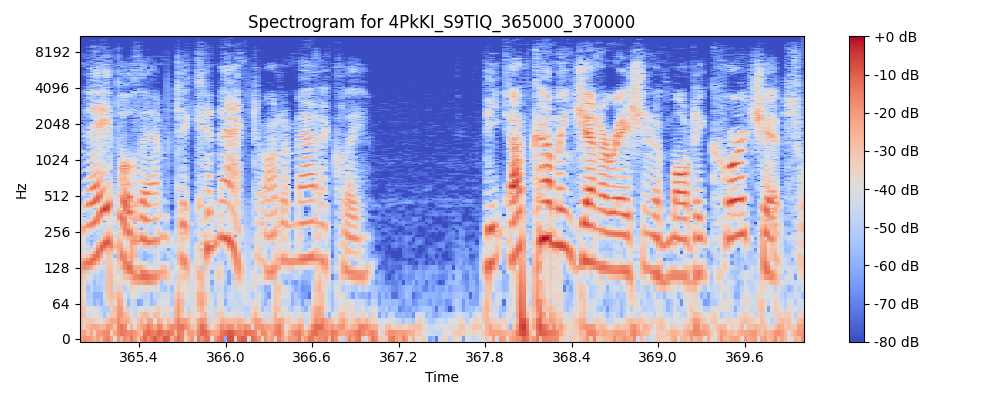 Spectrogram for 4PkKI_S9TIQ_365000_370000
8192
4096
2048
1024
512
256
128
64
0
Hz
365.4 366.0 366.6 367.2 367.8 368.4 369.0 369.6
Time
+0 dB
-10 dB
-20 dB
-30 dB
-40 dB
-50 dB
-60 dB
-70 dB
-80 dB